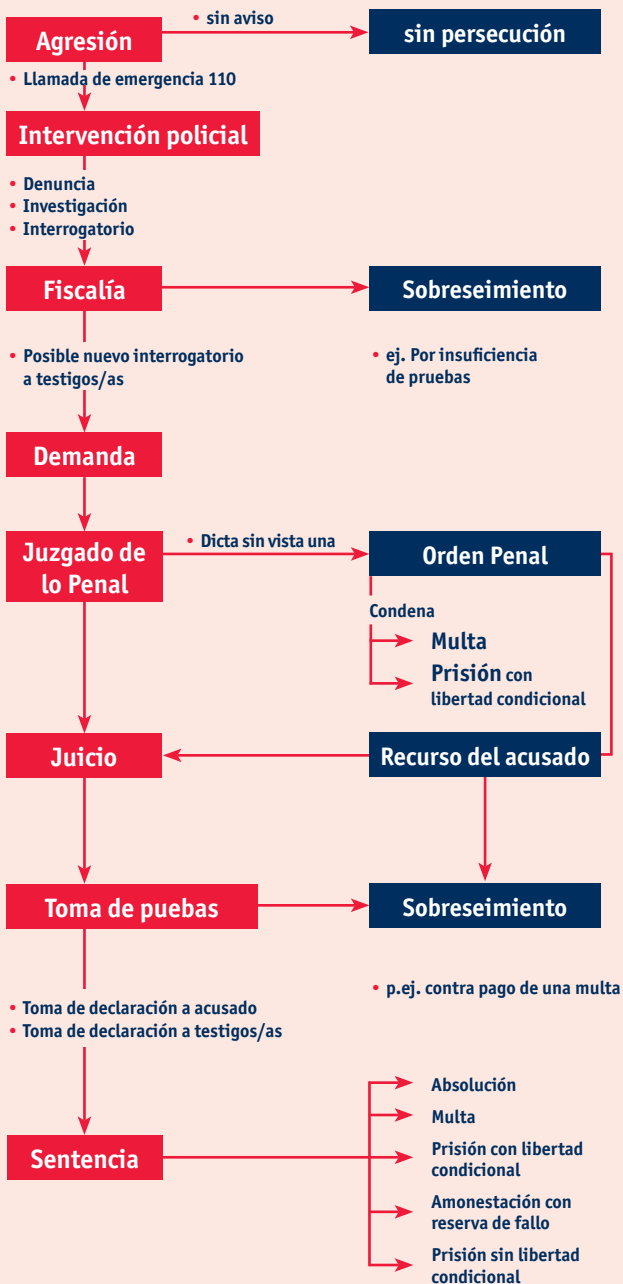 Agresión
• sin aviso
sin persecución
• Llamada de emergencia 110
Intervención policial
• Denuncia
• Investigación
• Interrogatorio
Fiscalía
Sobreseimiento
• Posible nuevo interrogatorio
a testigos/as
• ej. Por insuficiencia
de pruebas
Demanda
Juzgado de
lo Penal
• Dicta sin vista una
Orden Penal
Condena
Multa
Prisión con
libertad condicional
Juicio
Recurso del acusado
Toma de puebas
Sobreseimiento
• p.ej. contra pago de una multa
• Toma de declaración a acusado
• Toma de declaración a testigos/as
Sentencia
Absolución
Multa
Prisión con libertad
condicional
Amonestación con
reserva de fallo
Prisión sin libertad
condicional